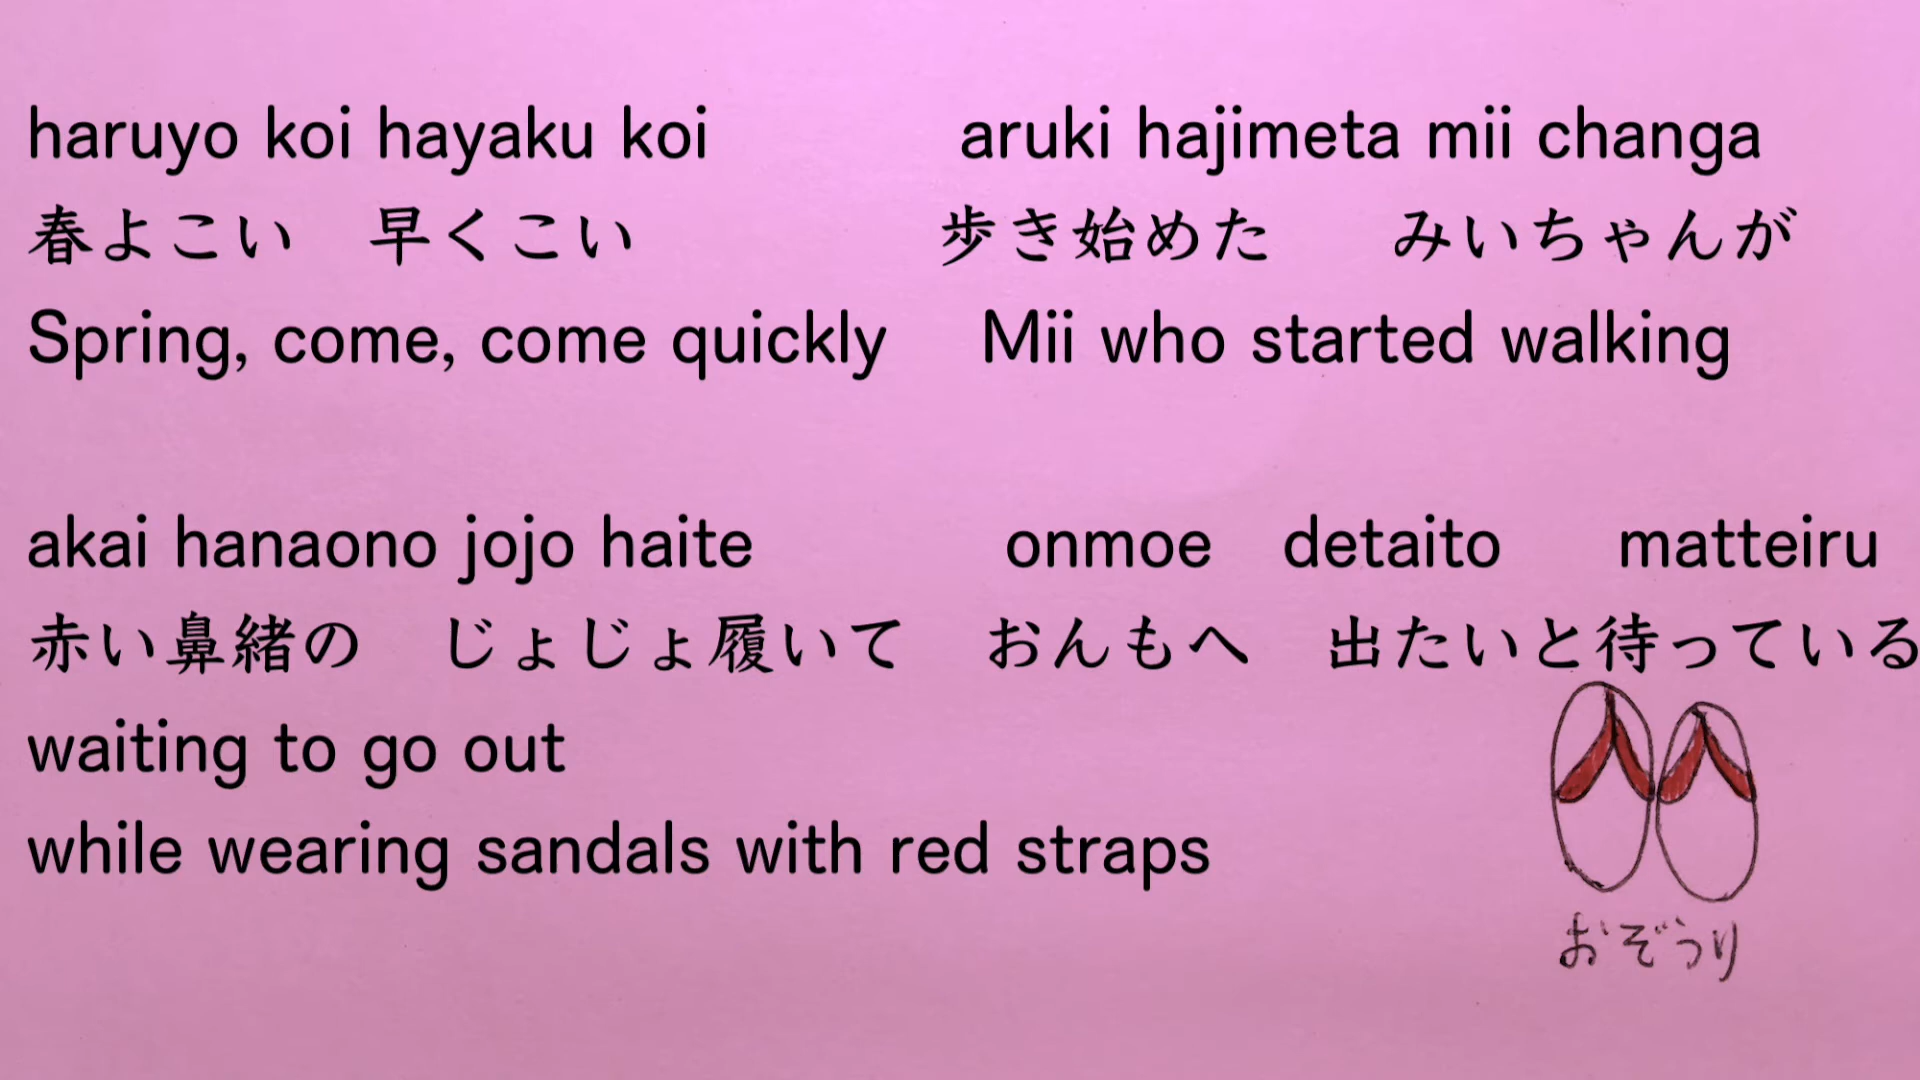 haruyo koi hayaku koi aruki hajimeta mii changa
春よこい　早くこい 歩き始めた　みいちゃんが
Spring, come, come quickly Mii who started walking
akai hanaono jojo haite onmoe detaito matteiru
赤い鼻緒の　じょじょ履いて おんもへ　出たいと待っている
waiting to go out
while wearing sandals with red straps
おぞうり